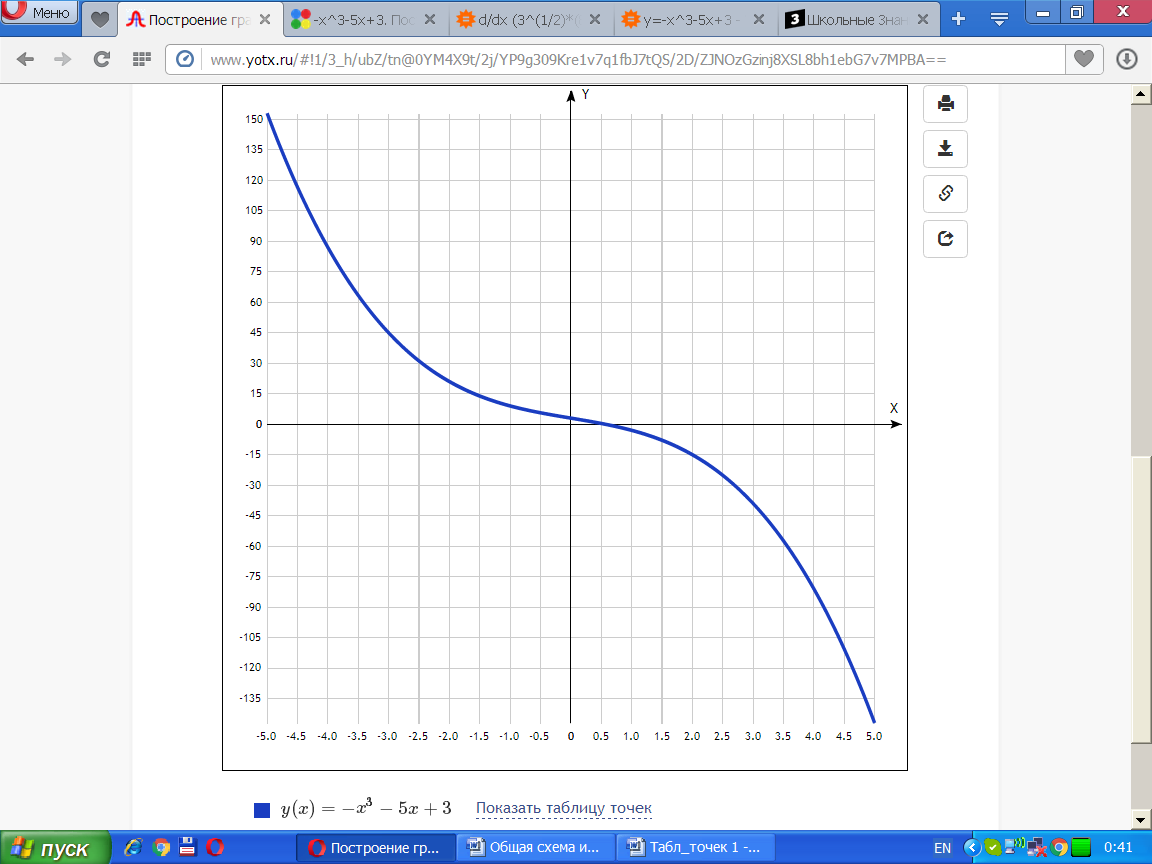 Меню
Построение гра
-x^3-5x+3. Пос
d/dx (3^(1/2)*(
y=-x^3-5x+3 -
Школьные Знан
www.yotx.ru/#!1/3_h/ubZ/tn@0YM4X9t/2j/YP9g309Kre1v7q1fbJ7tQS/2D/ZJNOzGzinj8XSL8bh1ebG7v7MPBA==
Y
150
135
120
105
90
75
60
45
30
15
X
0
-15
-30
-45
-60
-75
-90
-105
-120
-135
-5.0 -4.5 -4.0 -3.5 -3.0 -2.5 -2.0 -1.5 -1.0 -0.5 0 0.5 1.0 1.5 2.0 2.5 3.0 3.5 4.0 4.5 5.0
y(x) = −x³ − 5x + 3 Показать таблицу точек
пуск
Построение гр...
Общая схема и...
Табл_точек 1 -...
EN
0:41